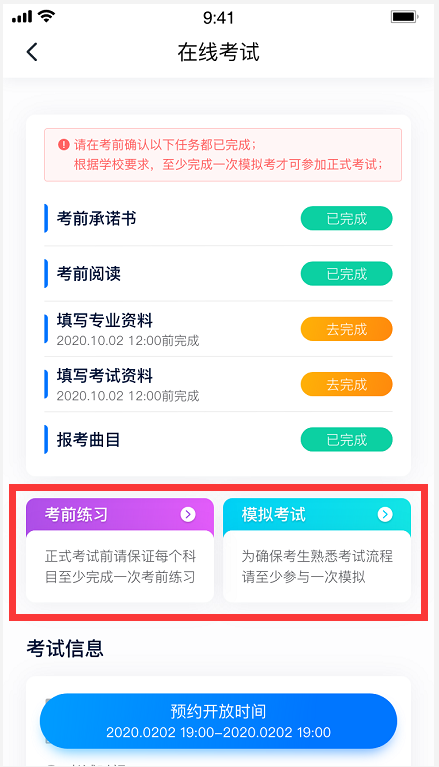 9:41
在线考试
请在考前确认以下任务都已完成；
根据学校要求，至少完成一次模拟考才可参加正式考试；
考前承诺书 已完成
考前阅读 已完成
填写专业资料 去完成
2020.10.02 12:00前完成
填写考试资料 去完成
2020.10.02 12:00前完成
报考曲目 已完成
考前练习
正式考试前请保证每个科
目至少完成一次考前练习
模拟考试
为确保考生熟悉考试流程
请至少参与一次模拟
考试信息
预约开放时间
2020.0202 19:00-2020.0202 19:00